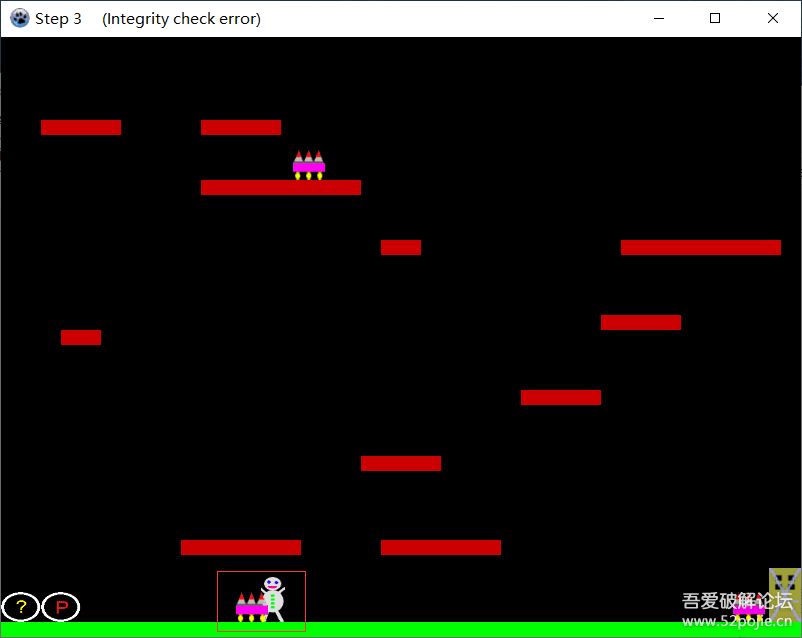 Step 3 (Integrity check error)
? P
吾爱破解论坛
www.52pojie.cn